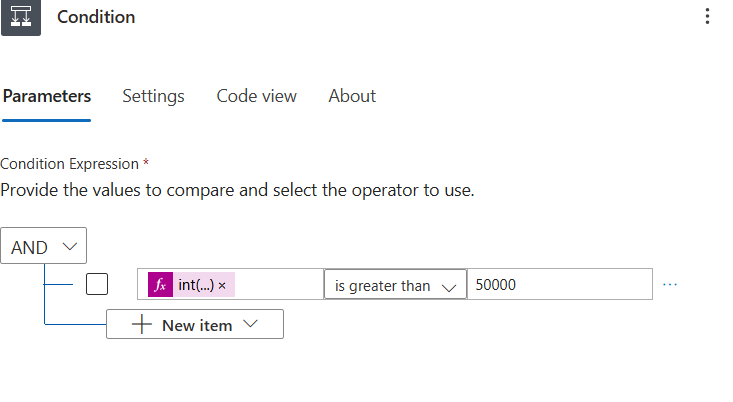 Condition
Parameters Settings Code view About
Condition Expression *
Provide the values to compare and select the operator to use.
AND
fx int(...) × is greater than 50000 ...
New item